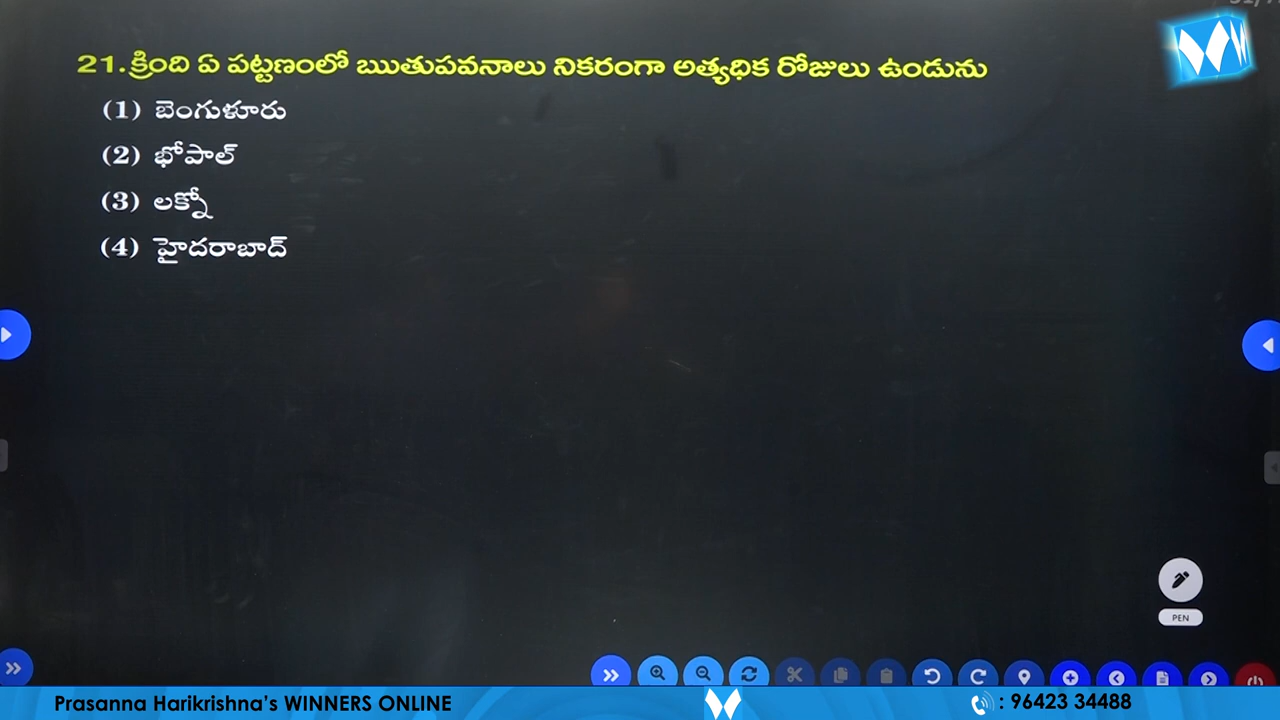 21.క్రింది ఏ పట్టణంలో ఋతుపవనాలు నికరంగా అత్యధిక రోజులు ఉండును
(1) బెంగుళూరు
(2) భోపాల్
(3) లక్నో
(4) హైదరాబాద్
PEN
Prasanna Harikrishna's WINNERS ONLINE
: 96423 34488